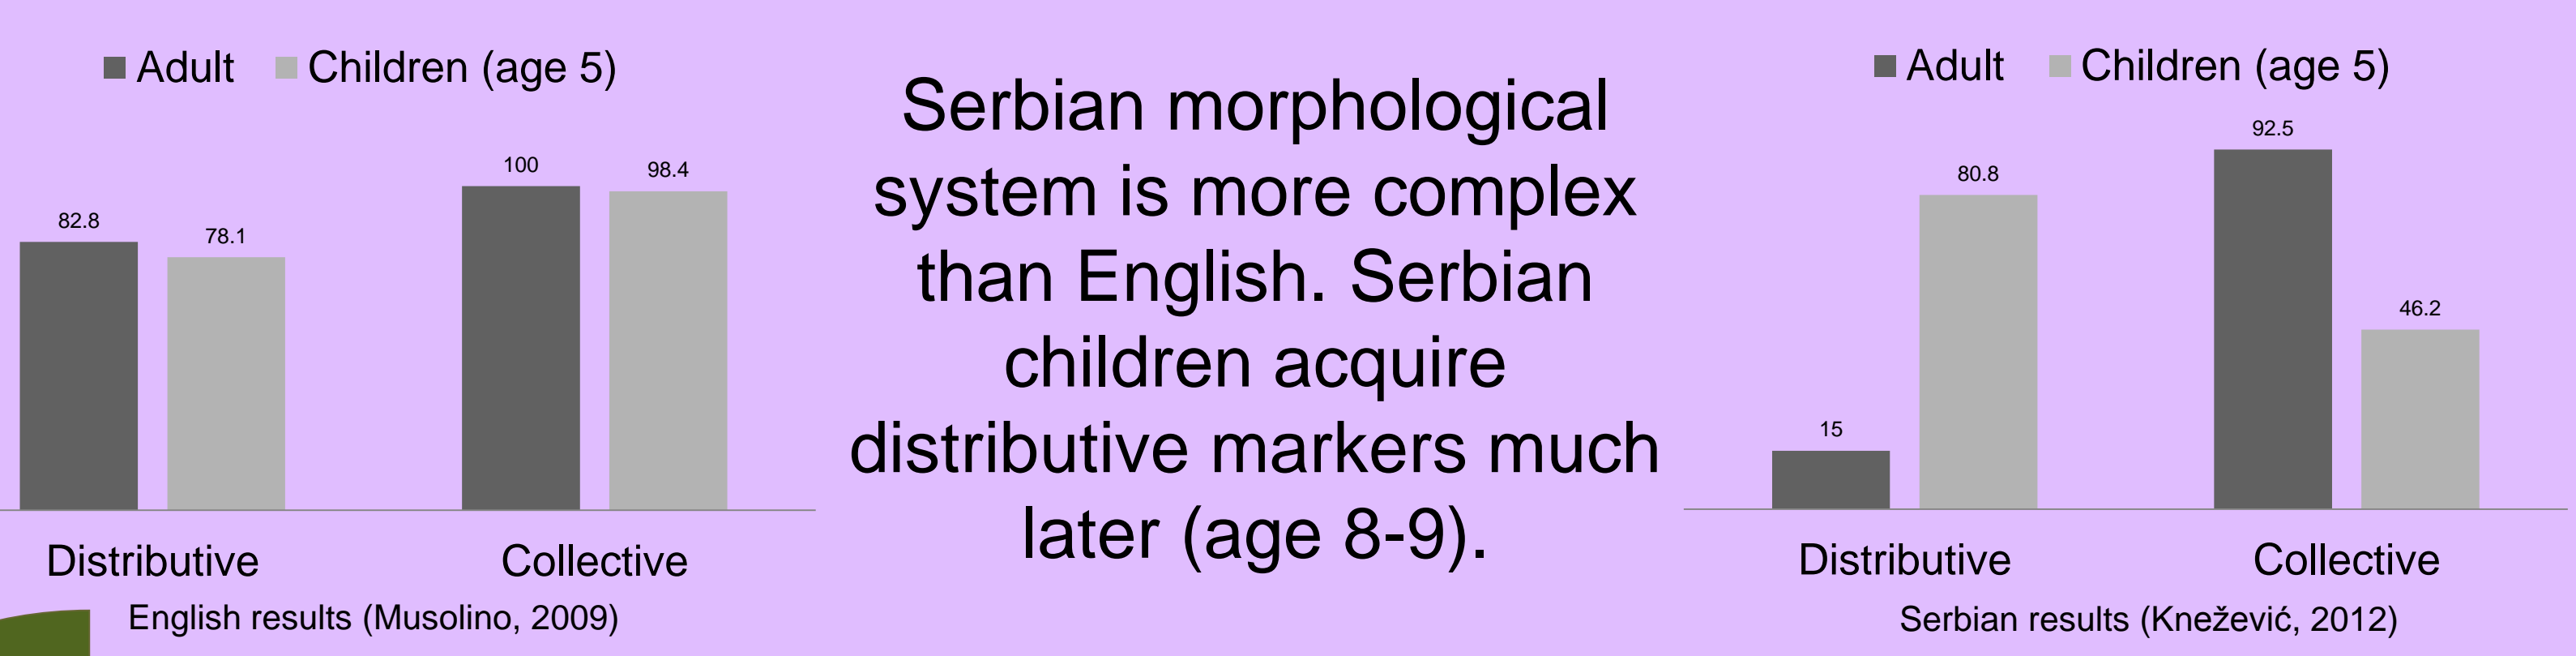 Adult Children (age 5)
82.8
78.1
100
98.4
Distributive Collective
English results (Musolino, 2009)
Serbian morphological
system is more complex
than English. Serbian
children acquire
distributive markers much
later (age 8-9).
Adult Children (age 5)
15
80.8
92.5
46.2
Distributive Collective
Serbian results (Knežević, 2012)